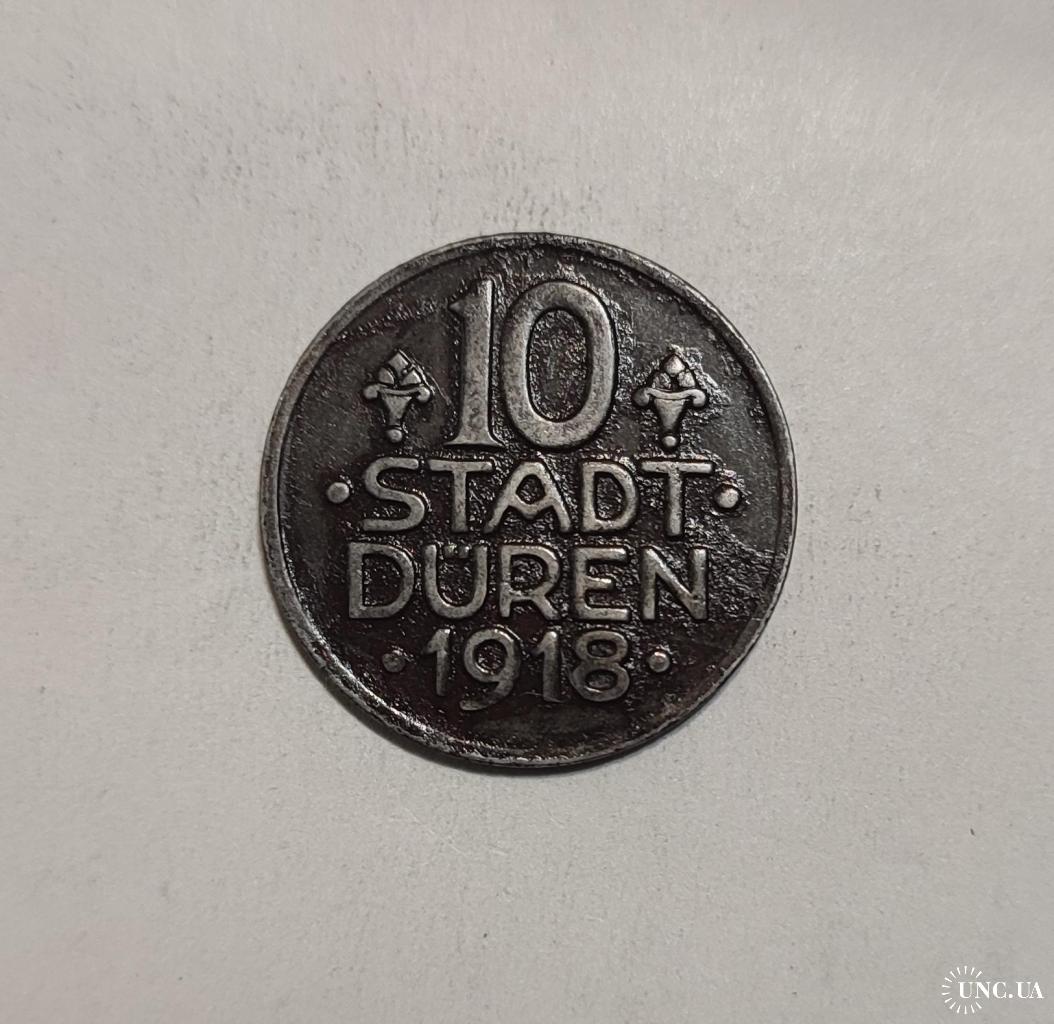 10
·STADT·
DÜREN
·1918·
UNC.UA